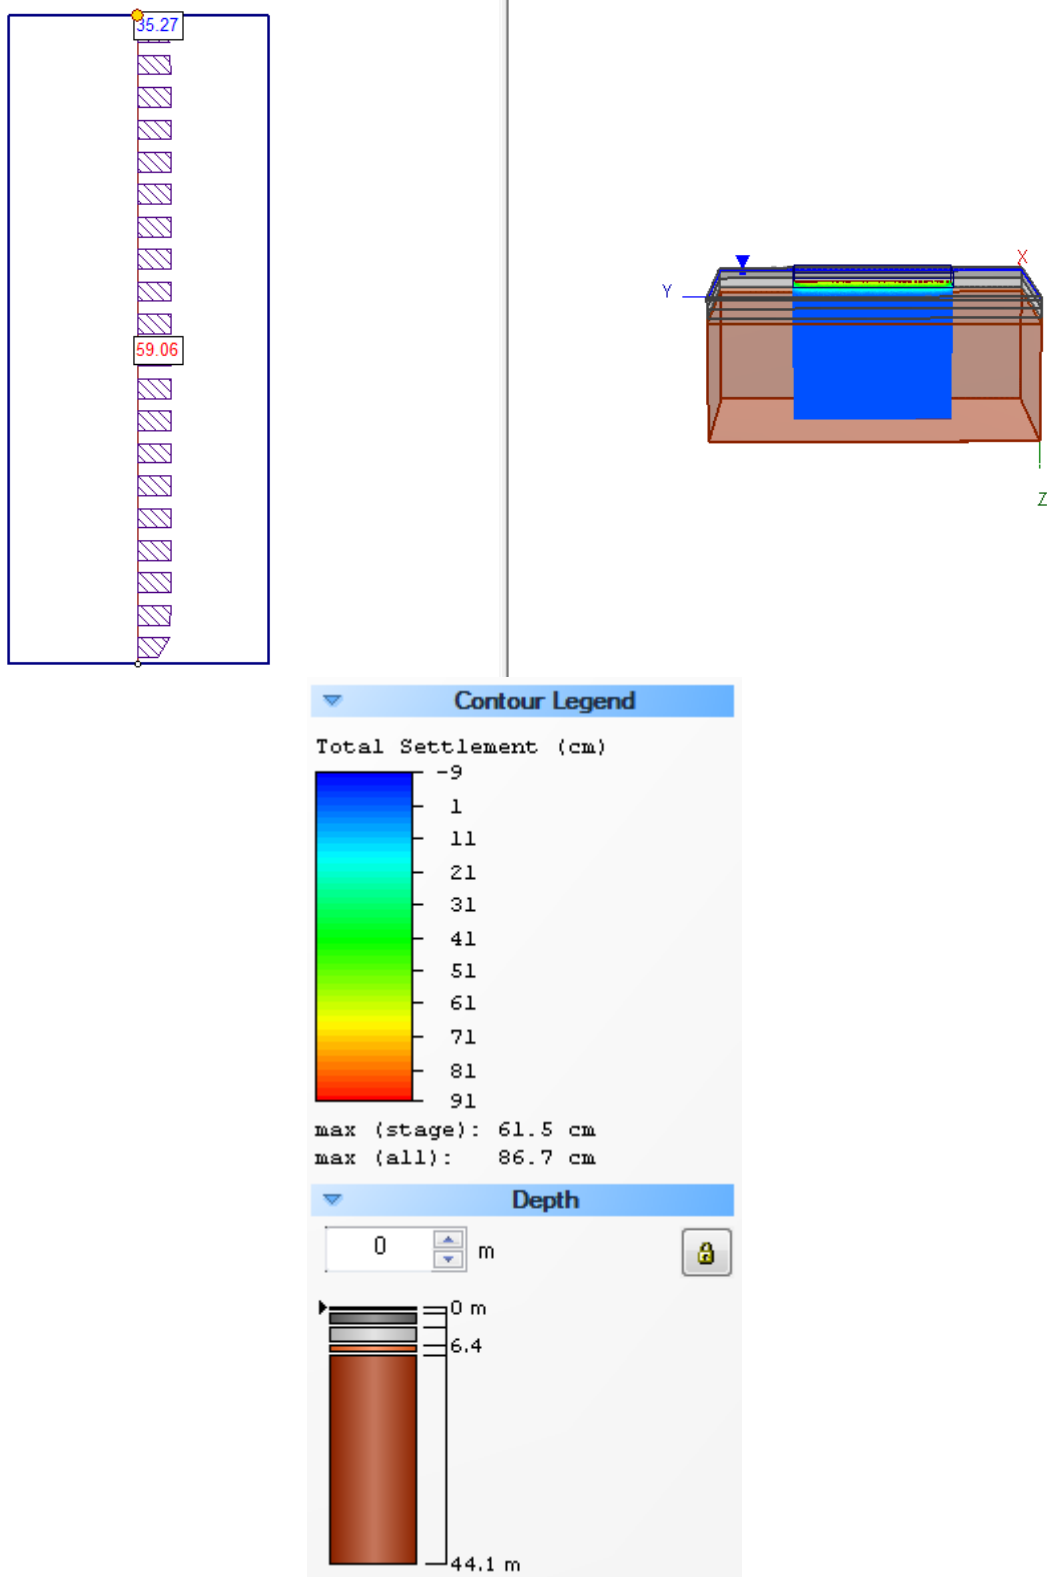 35.27
59.06
X
Y
Z
Contour Legend
Total Settlement (cm)
-9
1
11
21
31
41
51
61
71
81
91
max (stage): 61.5 cm
max (all): 86.7 cm
Depth
0 m
0 m
6.4
44.1 m